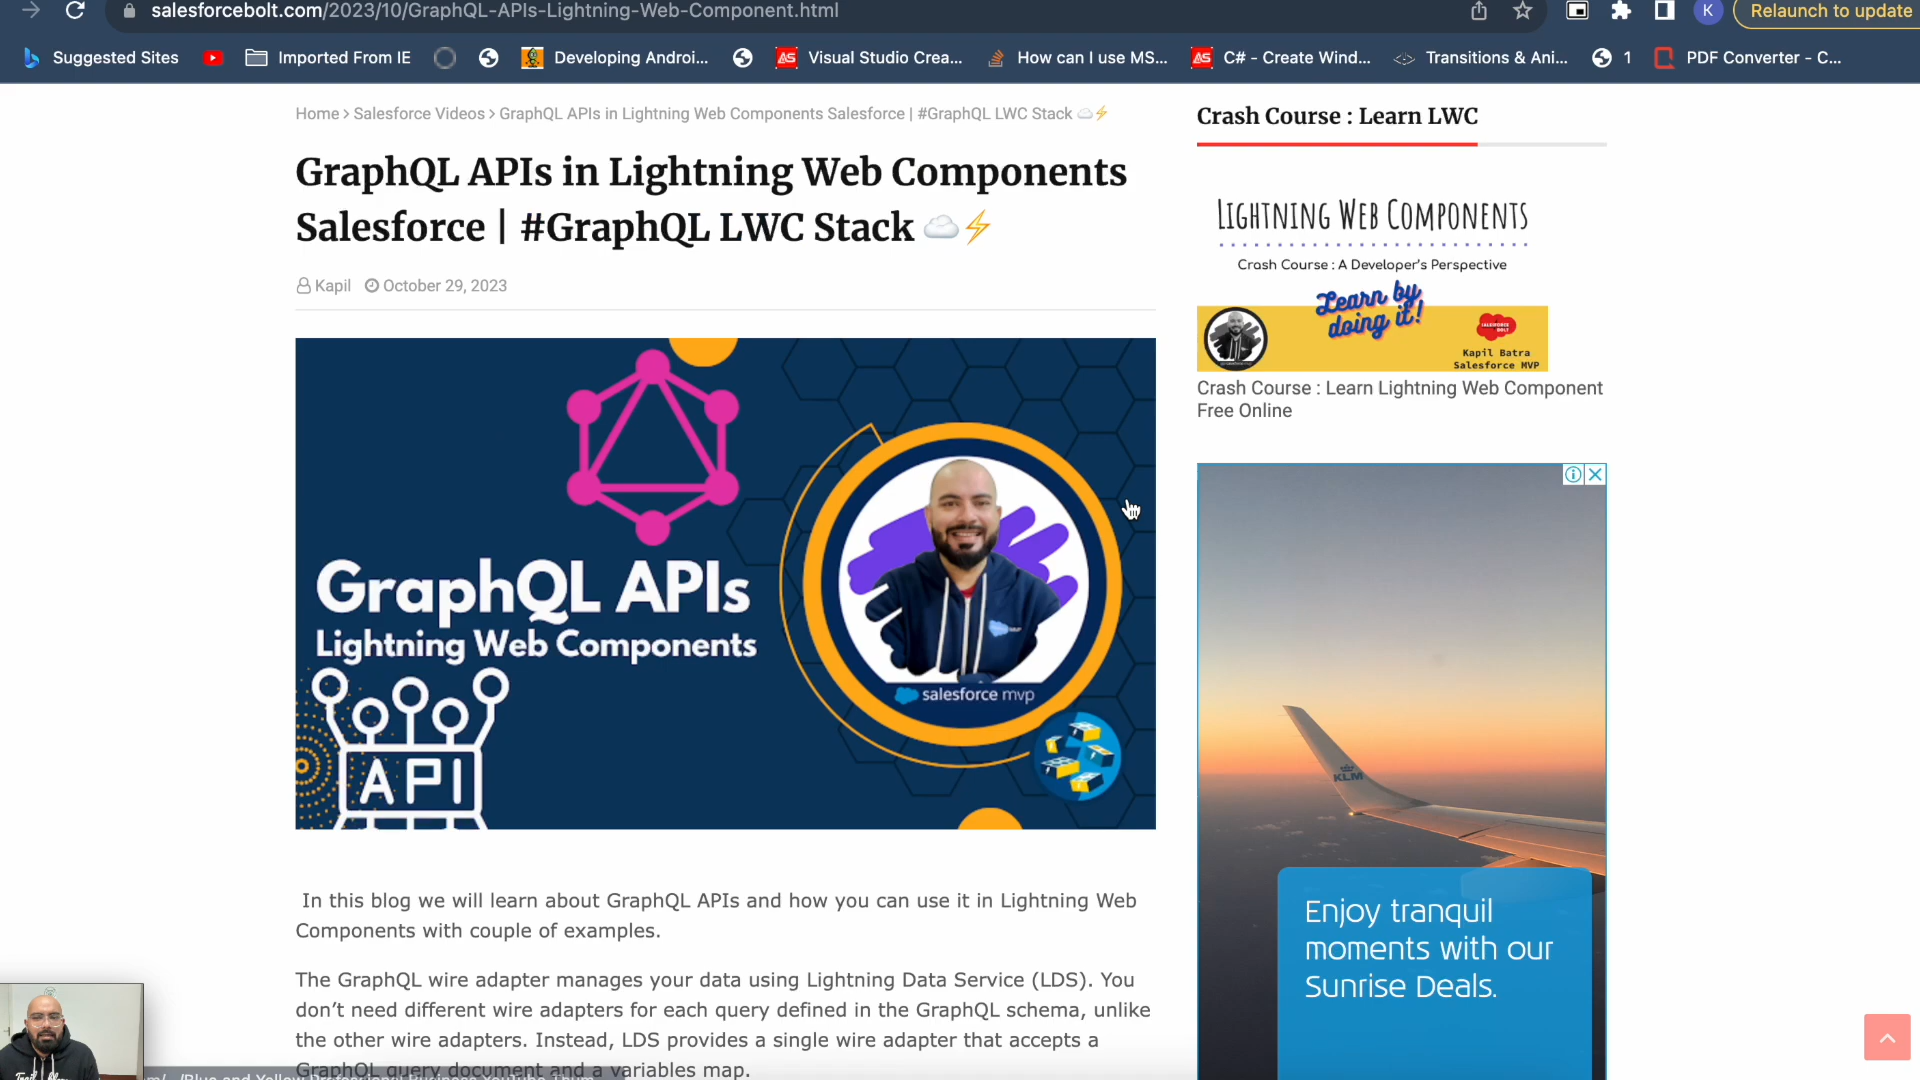 salesforcebolt.com/2023/10/GraphQL-APIs-Lightning-Web-Component.html
K
Relaunch to update
Suggested Sites
Imported From IE
Developing Androi...
Visual Studio Crea...
How can I use MS...
C# - Create Wind...
Transitions & Ani...
1
PDF Converter - C...
Home > Salesforce Videos > GraphQL APIs in Lightning Web Components Salesforce | #GraphQL LWC Stack ☁️⚡
GraphQL APIs in Lightning Web Components
Salesforce | #GraphQL LWC Stack ☁️⚡
Kapil October 29, 2023
GraphQL APIs
Lightning Web Components
API
salesforce mvp
In this blog we will learn about GraphQL APIs and how you can use it in Lightning Web
Components with couple of examples.
The GraphQL wire adapter manages your data using Lightning Data Service (LDS). You
don't need different wire adapters for each query defined in the GraphQL schema, unlike
the other wire adapters. Instead, LDS provides a single wire adapter that accepts a
GraphQL query document and a variables map.
Crash Course : Learn LWC
Lightning Web Components
Crash Course : A Developer's Perspective
Learn by
doing it!
SALESFORCE
BOLT
Kapil Batra
Salesforce MVP
Crash Course : Learn Lightning Web Component
Free Online
KLM
Enjoy tranquil
moments with our
Sunrise Deals.